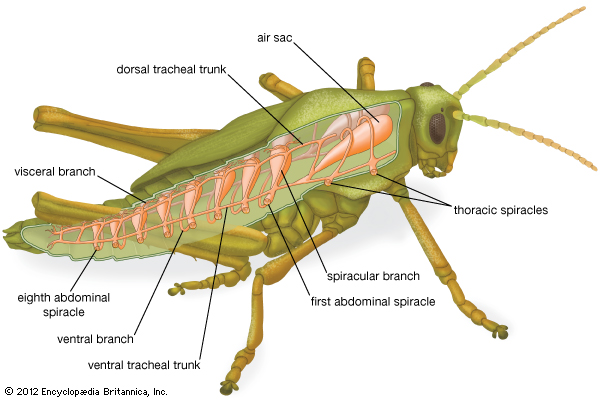 air sac
dorsal tracheal trunk
visceral branch
thoracic spiracles
spiracular branch
first abdominal spiracle
eighth abdominal
spiracle
ventral branch
ventral tracheal trunk
© 2012 Encyclopædia Britannica, Inc.